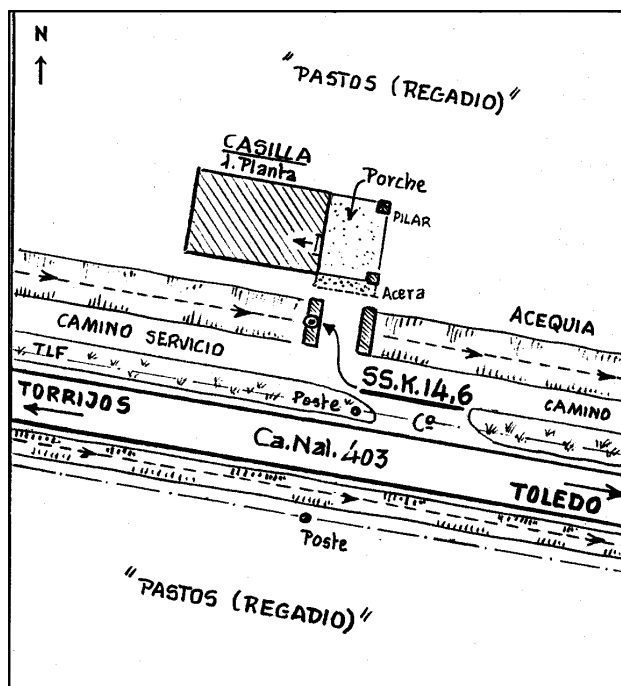 N
"PASTOS (REGADIO)"
CASILLA
1. Planta
Porche
PILAR
Acera
ACEQUIA
CAMINO SERVICIO
TLF
SS.K.14,6
CAMINO
Poste
Cº
TORRIJOS
Ca.Nal. 403
TOLEDO
Poste
"PASTOS (REGADIO)"